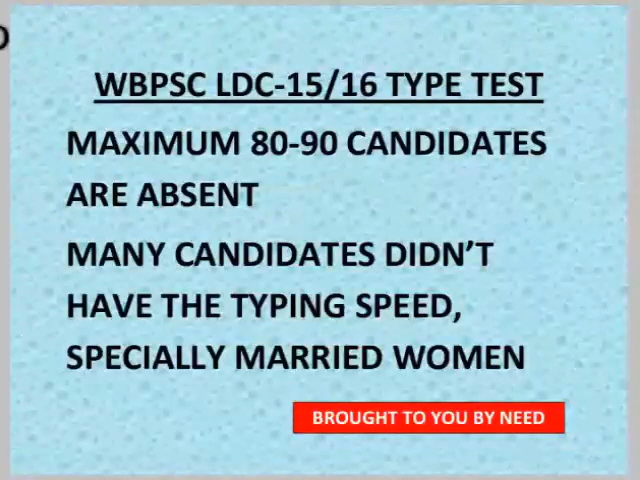 WBPSC LDC-15/16 TYPE TEST
MAXIMUM 80-90 CANDIDATES
ARE ABSENT
MANY CANDIDATES DIDN'T
HAVE THE TYPING SPEED,
SPECIALLY MARRIED WOMEN
BROUGHT TO YOU BY NEED